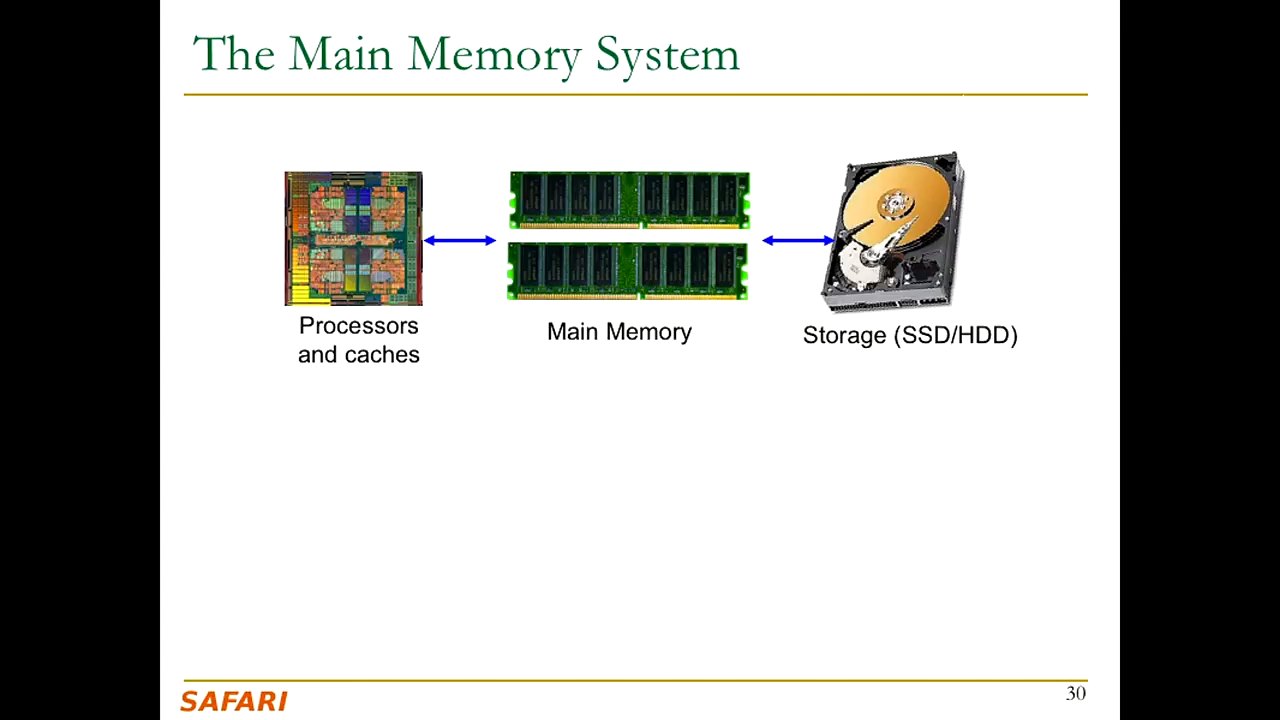 The Main Memory System
Processors
and caches
Main Memory
Storage (SSD/HDD)
SAFARI
30